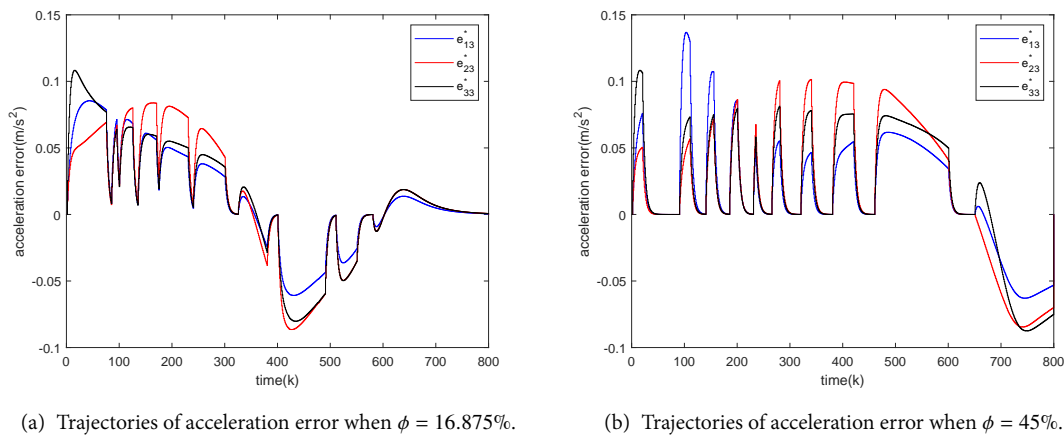 0.15
0.1
0.05
0
-0.05
-0.1
acceleration error(m/s²)
0 100 200 300 400 500 600 700 800
time(k)
e*₁₃
e*₂₃
e*₃₃
(a) Trajectories of acceleration error when ϕ = 16.875%.
0.15
0.1
0.05
0
-0.05
-0.1
acceleration error(m/s²)
0 100 200 300 400 500 600 700 800
time(k)
e*₁₃
e*₂₃
e*₃₃
(b) Trajectories of acceleration error when ϕ = 45%.